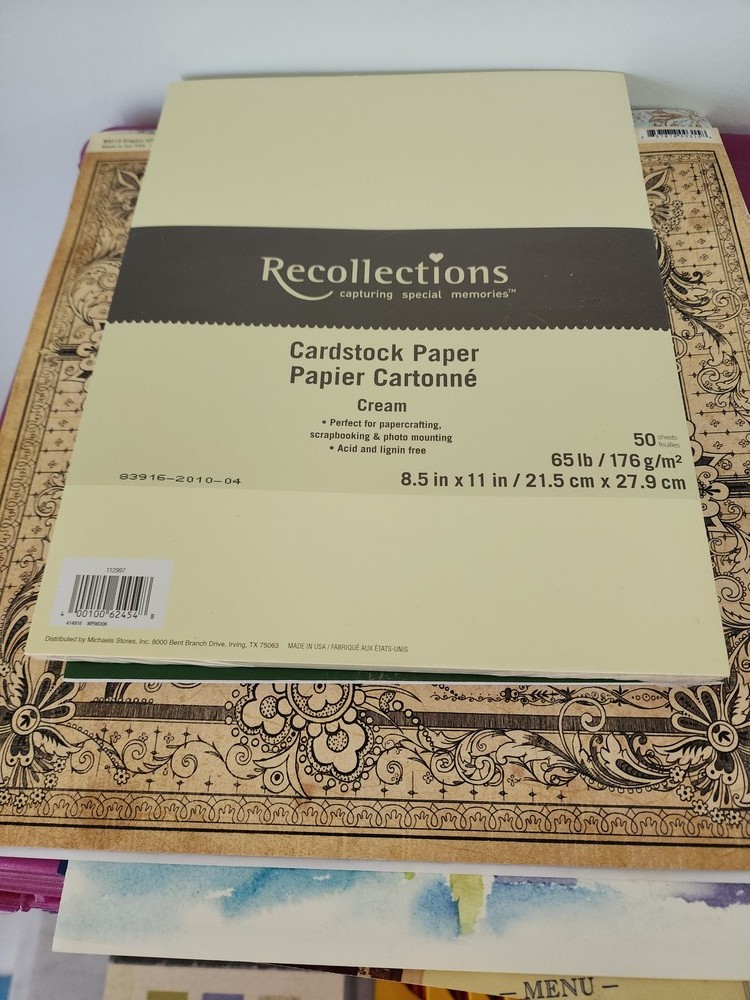 Recollections
capturing special memories™
Cardstock Paper
Papier Cartonné
Cream
• Perfect for papercrafting,
scrapbooking & photo mounting
• Acid and lignin free
50 sheets
feuilles
65 lb / 176 g/m²
8.5 in x 11 in / 21.5 cm x 27.9 cm
83916-2010-04
112997
4 00100 62454 8
Distributed by Michaels Stores, Inc. 8000 Bent Branch Drive, Irving, TX 75063 MADE IN USA / FABRIQUÉ AUX ÉTATS-UNIS
– MENU –